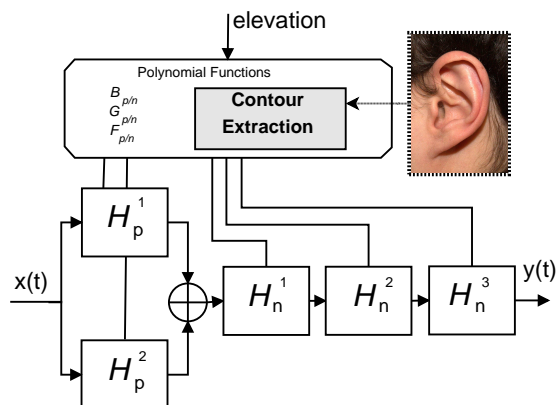 elevation
Polynomial Functions
B p/n
G p/n
F p/n
Contour
Extraction
H p 1
x(t)
H n 1
H n 2
H n 3
y(t)
H p 2